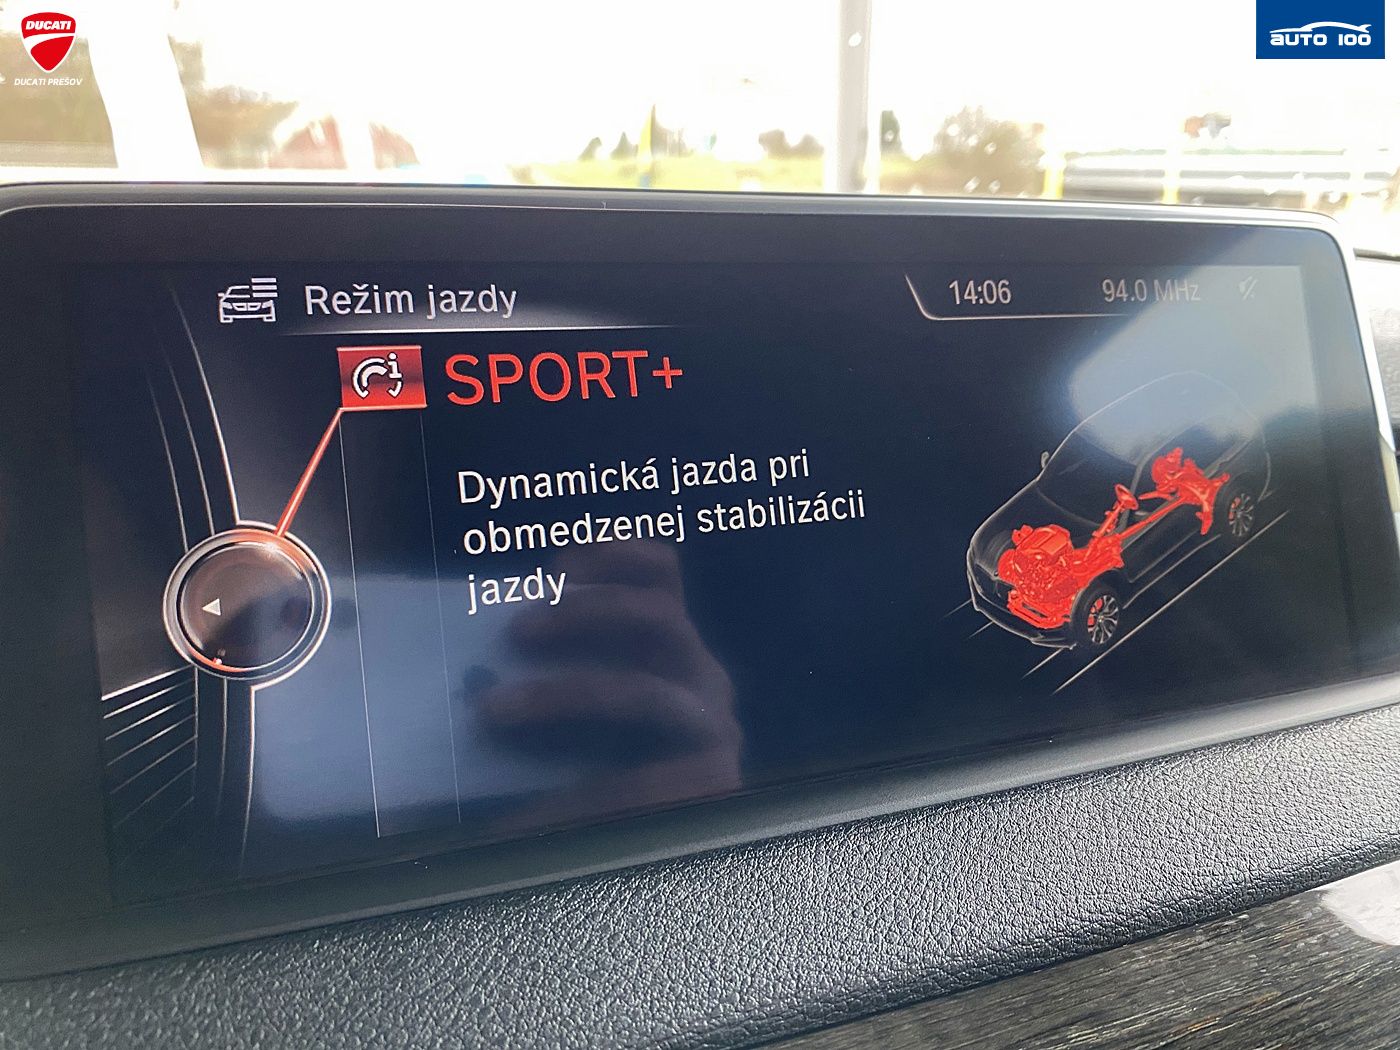 DUCATI
DUCATI PREŠOV
AUTO 100
Režim jazdy
14:06
94.0 MHz
SPORT+
Dynamická jazda pri
obmedzenej stabilizácii
jazdy